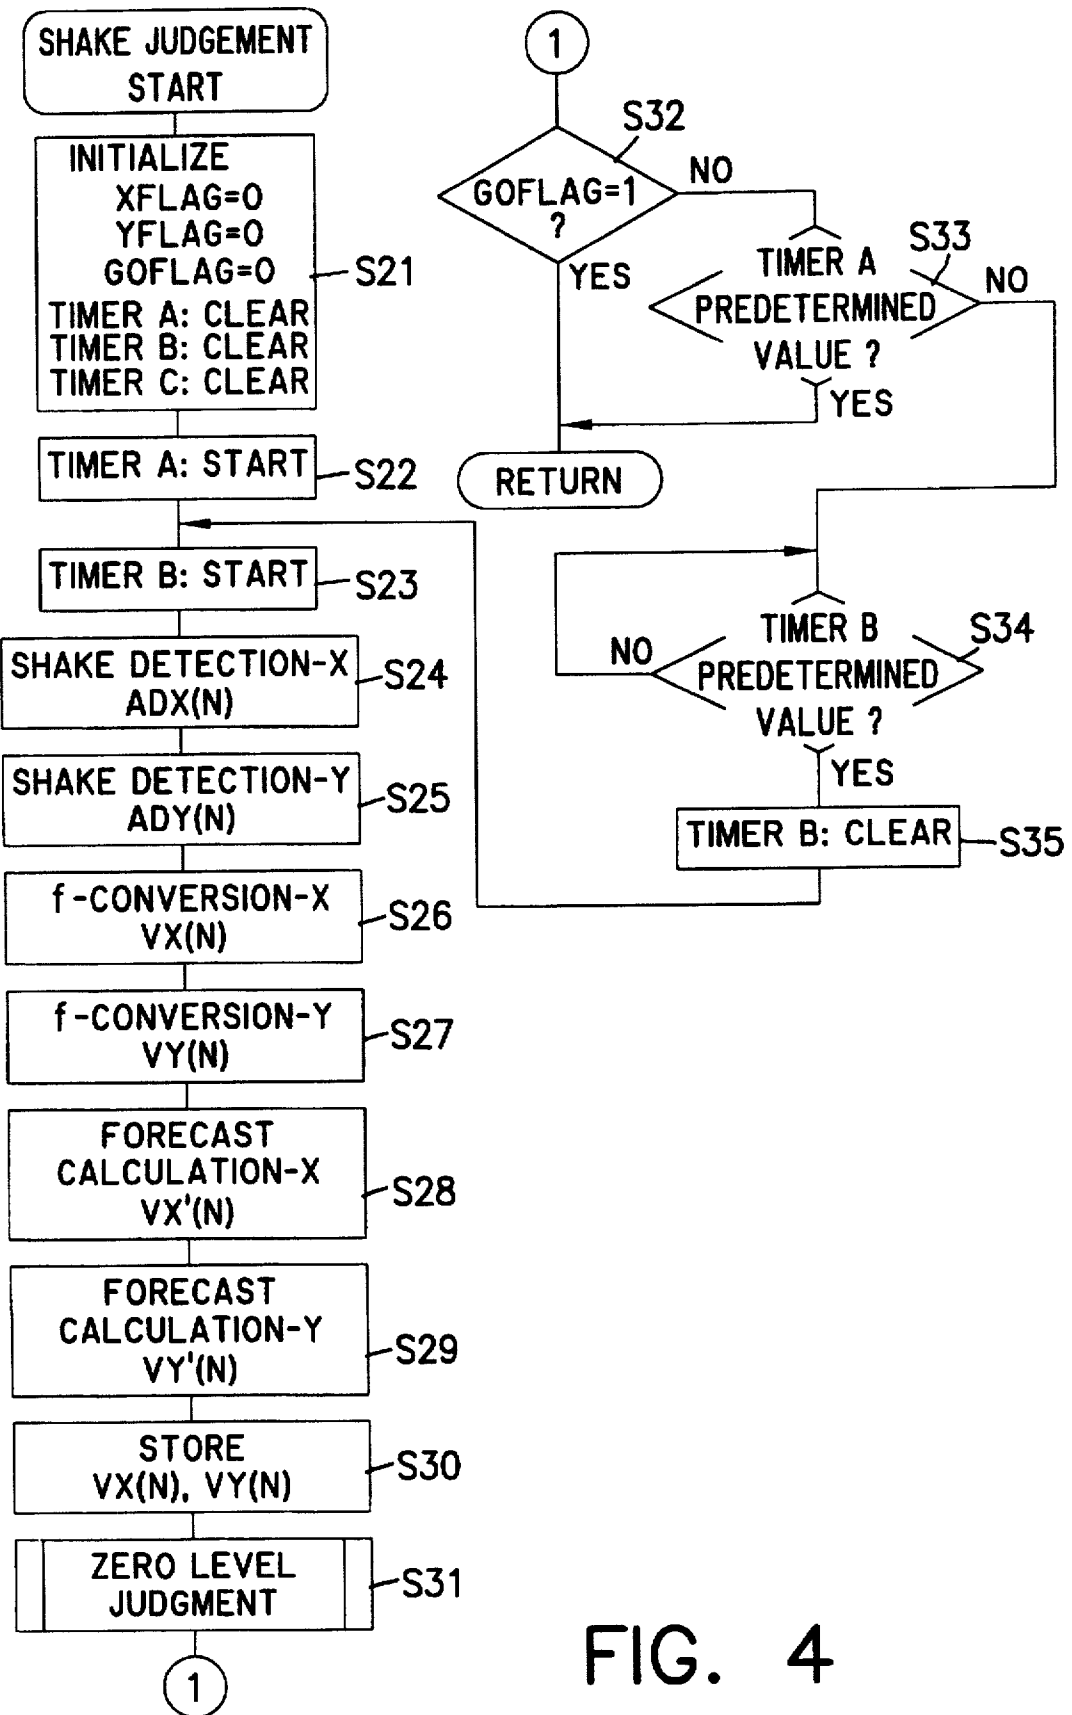 SHAKE JUDGEMENT
START
INITIALIZE
XFLAG=0
YFLAG=0
GOFLAG=0
TIMER A: CLEAR
TIMER B: CLEAR
TIMER C: CLEAR
S21
TIMER A: START
S22
TIMER B: START
S23
SHAKE DETECTION-X
ADX(N)
S24
SHAKE DETECTION-Y
ADY(N)
S25
f-CONVERSION-X
VX(N)
S26
f-CONVERSION-Y
VY(N)
S27
FORECAST
CALCULATION-X
VX'(N)
S28
FORECAST
CALCULATION-Y
VY'(N)
S29
STORE
VX(N), VY(N)
S30
ZERO LEVEL
JUDGMENT
S31
1
1
S32
GOFLAG=1
?
NO
YES
S33
TIMER A
PREDETERMINED
VALUE ?
NO
YES
RETURN
TIMER B
PREDETERMINED
VALUE ?
S34
NO
YES
TIMER B: CLEAR
S35
FIG. 4